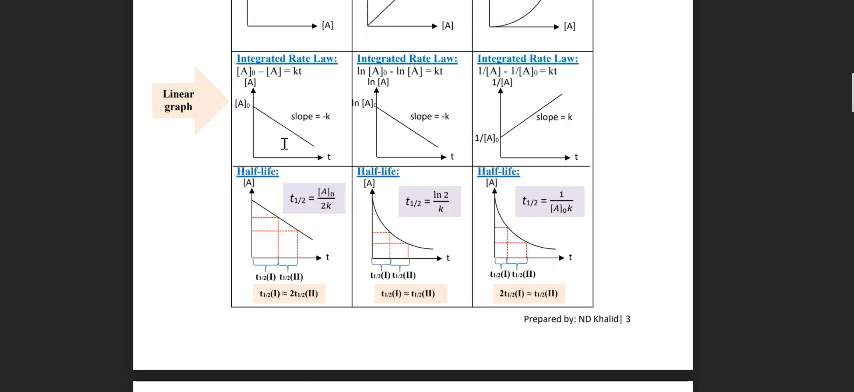 [A]
[A]
[A]
Linear
graph
Integrated Rate Law:
[A]₀ – [A] = kt
[A]
[A]₀
slope = -k
t
Integrated Rate Law:
ln [A]₀ - ln [A] = kt
ln [A]
ln [A]₀
slope = -k
t
Integrated Rate Law:
1/[A] - 1/[A]₀ = kt
1/[A]
1/[A]₀
slope = k
t
Half-life:
[A]
t1/2 = [A]₀/2k
t
t1/2(I) t1/2(II)
t1/2(I) = 2t1/2(II)
Half-life:
[A]
t1/2 = ln 2/k
t
t1/2(I) t1/2(II)
t1/2(I) = t1/2(II)
Half-life:
[A]
t1/2 = 1/[A]₀k
t
t1/2(I) t1/2(II)
2t1/2(I) = t1/2(II)
Prepared by: ND Khalid| 3